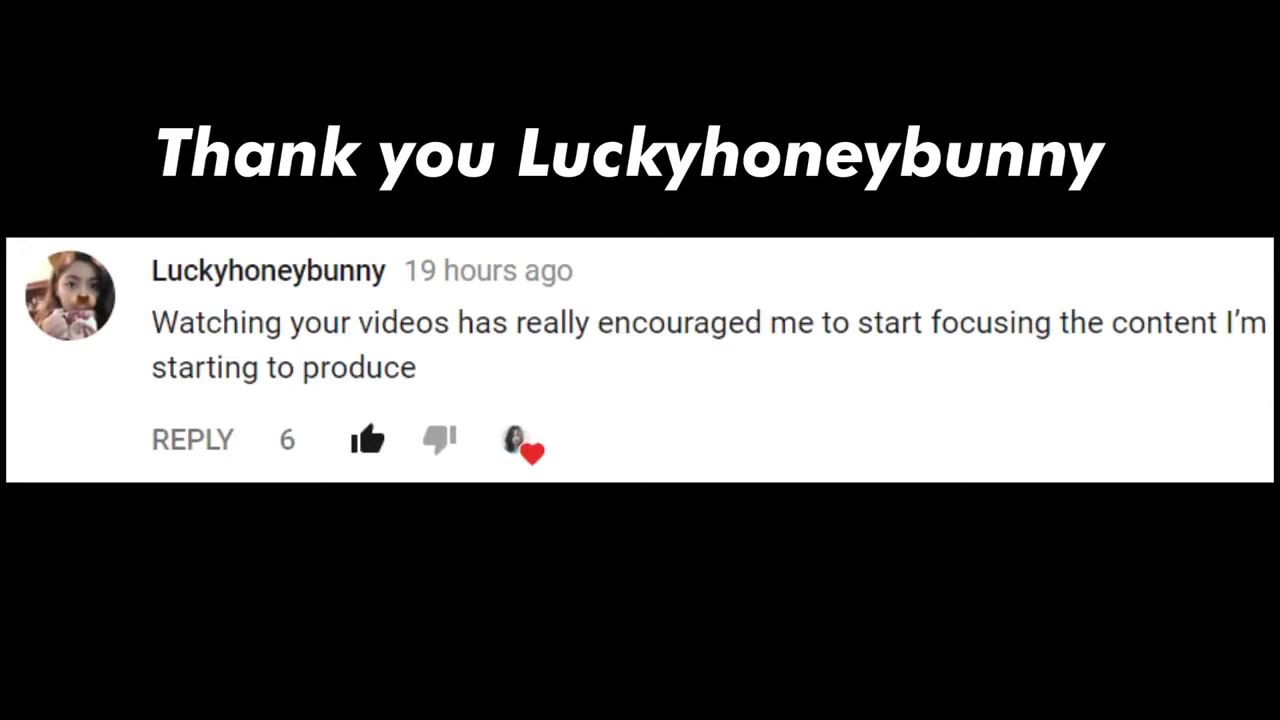 Thank you Luckyhoneybunny
Luckyhoneybunny 19 hours ago
Watching your videos has really encouraged me to start focusing the content I’m
starting to produce
REPLY 6